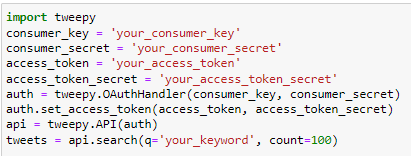 import tweepy
consumer_key = 'your_consumer_key'
consumer_secret = 'your_consumer_secret'
access_token = 'your_access_token'
access_token_secret = 'your_access_token_secret'
auth = tweepy.OAuthHandler(consumer_key, consumer_secret)
auth.set_access_token(access_token, access_token_secret)
api = tweepy.API(auth)
tweets = api.search(q='your_keyword', count=100)